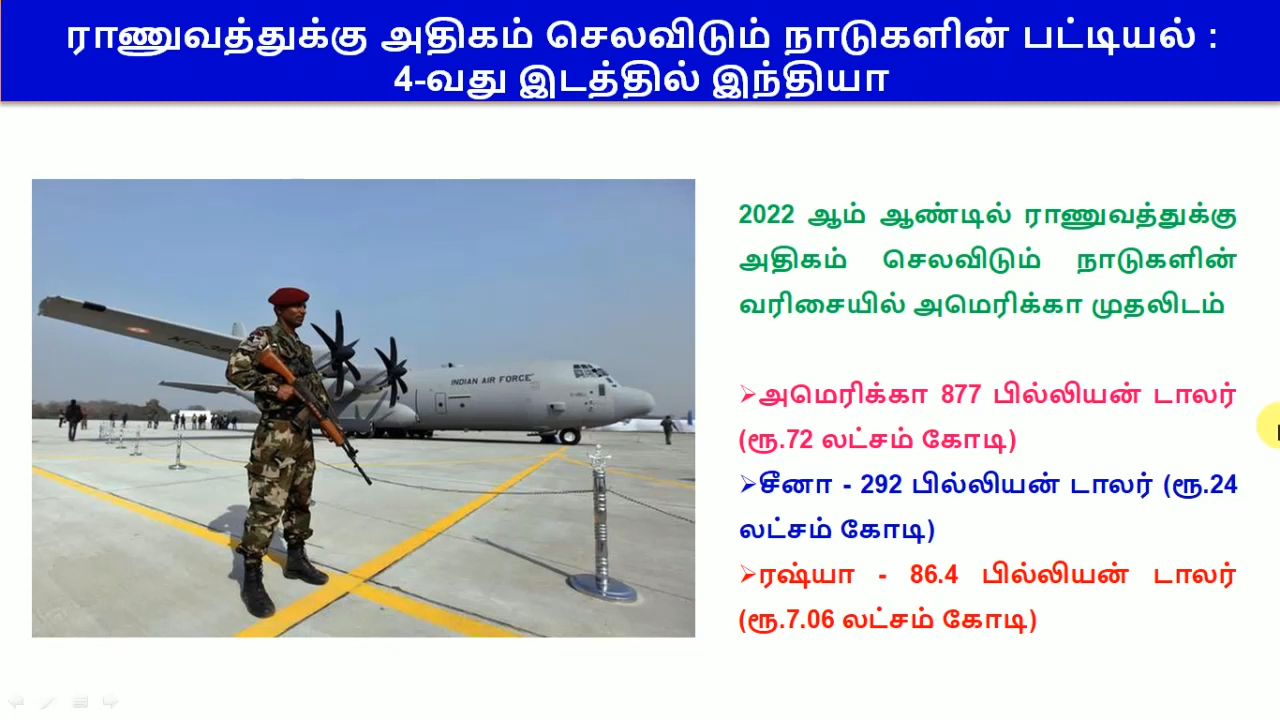 ராணுவத்துக்கு அதிகம் செலவிடும் நாடுகளின் பட்டியல் :
4-வது இடத்தில் இந்தியா
2022 ஆம் ஆண்டில் ராணுவத்துக்கு
அதிகம் செலவிடும் நாடுகளின்
வரிசையில் அமெரிக்கா முதலிடம்
➢அமெரிக்கா 877 பில்லியன் டாலர்
(ரூ.72 லட்சம் கோடி)
➢சீனா - 292 பில்லியன் டாலர் (ரூ.24
லட்சம் கோடி)
➢ரஷ்யா - 86.4 பில்லியன் டாலர்
(ரூ.7.06 லட்சம் கோடி)
INDIAN AIR FORCE